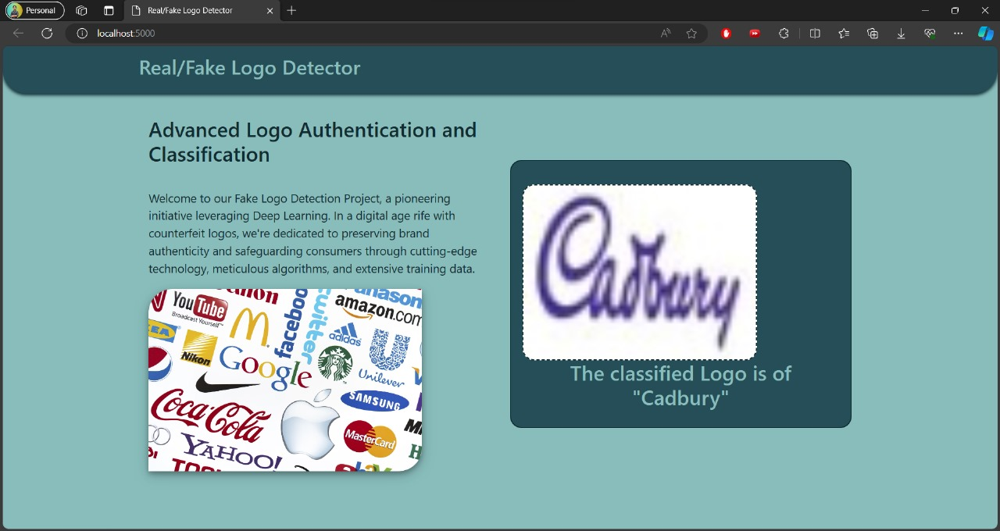 Personal
Real/Fake Logo Detector
localhost:5000
Real/Fake Logo Detector
Advanced Logo Authentication and
Classification
Welcome to our Fake Logo Detection Project, a pioneering
initiative leveraging Deep Learning. In a digital age rife with
counterfeit logos, we're dedicated to preserving brand
authenticity and safeguarding consumers through cutting-edge
technology, meticulous algorithms, and extensive training data.
YouTube
Broadcast Yourself™
facebook
twitter
amazon.com
adidas
Nikon
Google
Unilever
SAMSUNG
Coca-Cola
MasterCard
YAHOO!
Cadbury
The classified Logo is of
"Cadbury"